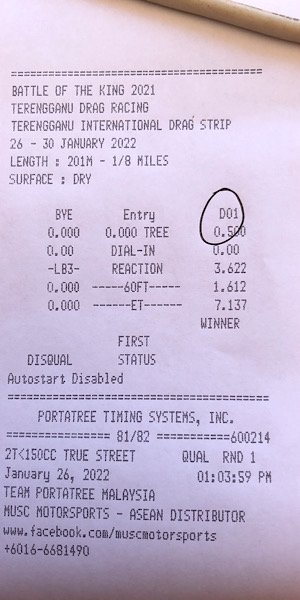 ==========================================
BATTLE OF THE KING 2021
TERENGGANU DRAG RACING
TERENGGANU INTERNATIONAL DRAG STRIP
26 - 30 JANUARY 2022
LENGTH : 201M - 1/8 MILES
SURFACE : DRY
BYE Entry D01
0.000 0.000 TREE 0.500
0.00 DIAL-IN 0.00
-LB3- REACTION 3.622
0.000 -----60FT----- 1.612
0.000 ------ET------ 7.137
WINNER
FIRST
DISQUAL STATUS
Autostart Disabled
==========================================
PORTATREE TIMING SYSTEMS, INC.
================ 81/82 ===========600214
2T<150CC TRUE STREET QUAL RND 1
January 26, 2022 01:03:59 PM
TEAM PORTATREE MALAYSIA
MUSC MOTORSPORTS - ASEAN DISTRIBUTOR
www.facebook.com/muscmotorsports
+6016-6681490